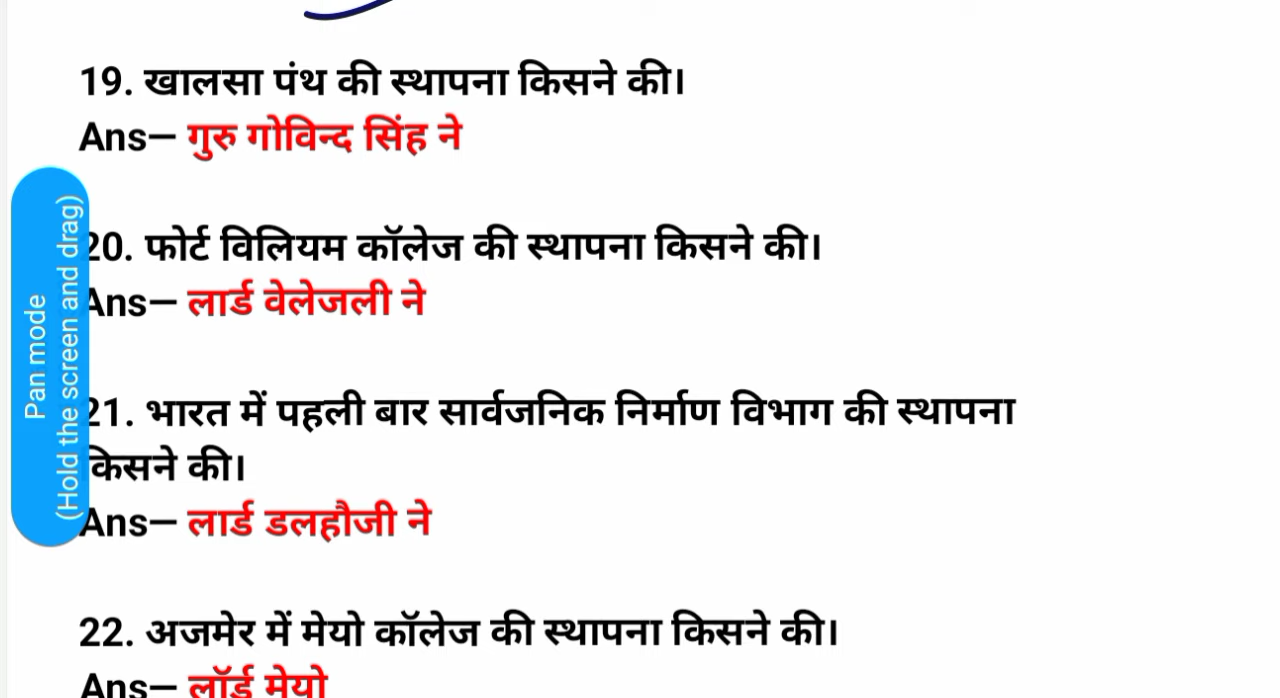 19. खालसा पंथ की स्थापना किसने की।
Ans– गुरु गोविन्द सिंह ने
20. फोर्ट विलियम कॉलेज की स्थापना किसने की।
Ans– लार्ड वेलेजली ने
21. भारत में पहली बार सार्वजनिक निर्माण विभाग की स्थापना
किसने की।
Ans– लार्ड डलहौजी ने
22. अजमेर में मेयो कॉलेज की स्थापना किसने की।
Ans– लॉर्ड मेयो
Pan mode
(Hold the screen and drag)